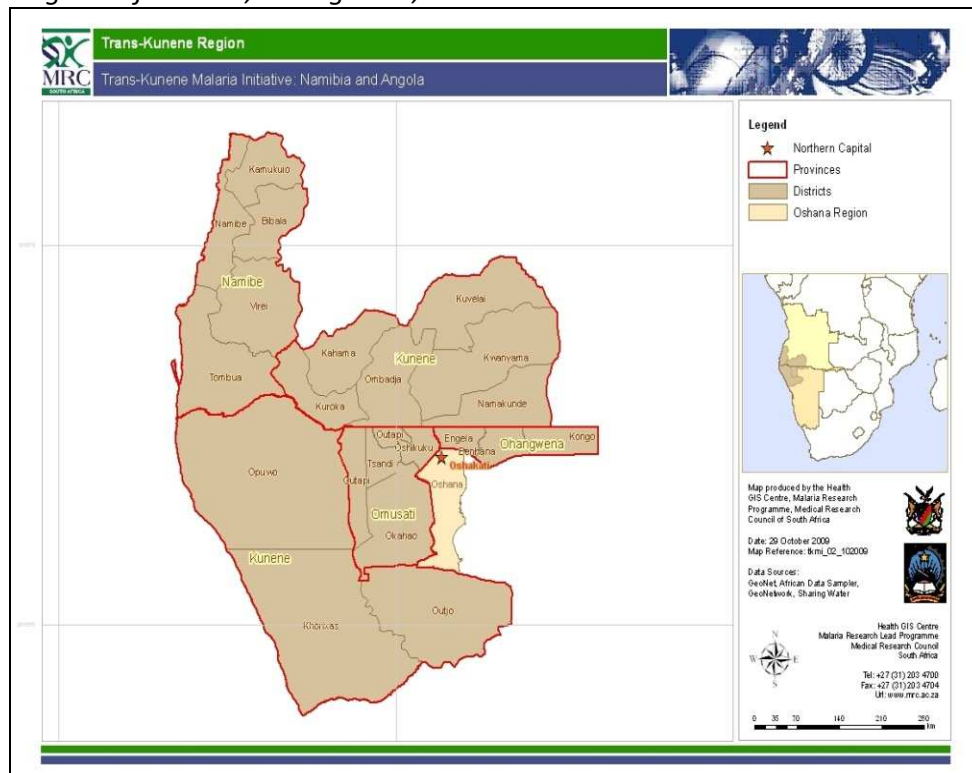 MRC
SOUTH AFRICA
Trans-Kunene Region
Trans-Kunene Malaria Initiative: Namibia and Angola
Legend
Northern Capital
Provinces
Districts
Oshana Region
Kamukuio
Namibe
Bibala
Namibe
Virei
Tombua
Kuvelai
Kahama
Kunene
Ombadja
Kwanyama
Kuroka
Namakunde
Outapi
Oshikuku
Engela
Eenhana
Ohangwena
Kongo
Oshakati
Opuwo
Outapi
Tsandi
Oshana
Omusati
Okahao
Kunene
Khorixas
Outjo
Map produced by the Health
GIS Centre, Malaria Research
Programme, Medical Research
Council of South Africa
Date: 29 October 2009
Map Reference: tkmi_02_102009
Data Sources:
GeoNet, African Data Sampler,
GeoNetwork, Sharing Water
Health GIS Centre
Malaria Research Lead Programme
Medical Research Council
South Africa
Tel: +27 (31) 203 4700
Fax: +27 (31) 203 4704
Url: www.mrc.ac.za
N
W E
S
0 35 70 140 210 280
km